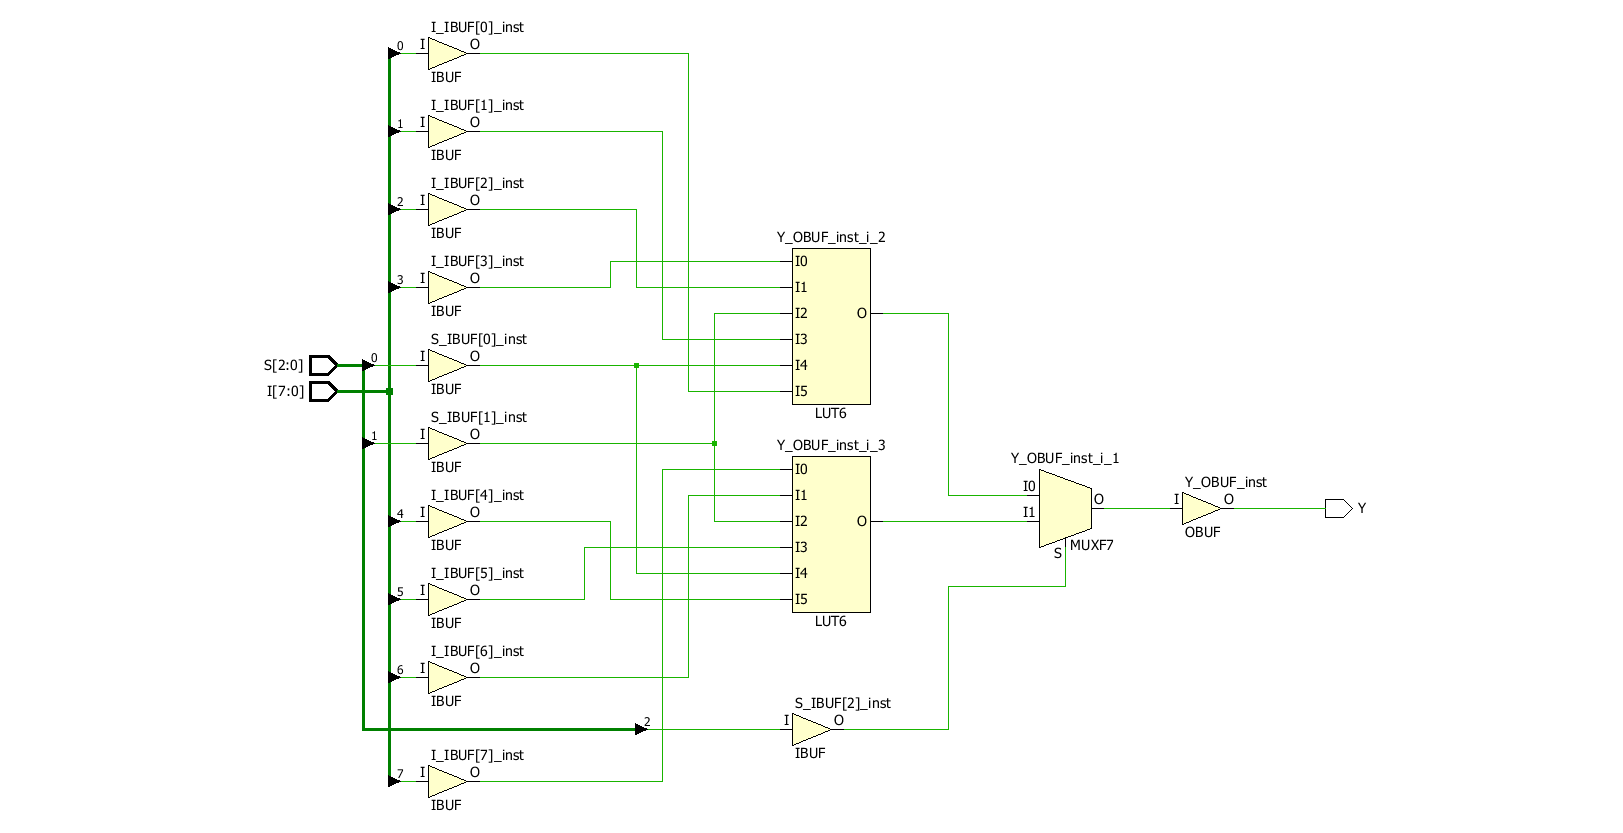 I_IBUF[0]_inst
0 I O
IBUF
I_IBUF[1]_inst
1 I O
IBUF
I_IBUF[2]_inst
2 I O
IBUF
Y_OBUF_inst_i_2
I_IBUF[3]_inst
I0
3 I O
I1
IBUF
I2 O
S_IBUF[0]_inst
I3
S[2:0] 0 I O
I4
IBUF
I[7:0]
I5
LUT6
S_IBUF[1]_inst
1 I O
IBUF
Y_OBUF_inst_i_3
I0
I_IBUF[4]_inst
I1
4 I O
I2 O
IBUF
I3
I_IBUF[5]_inst
I4
5 I O
I5
IBUF
LUT6
Y_OBUF_inst_i_1
I0
I1
O
S
MUXF7
Y_OBUF_inst
I O
OBUF
Y
I_IBUF[6]_inst
6 I O
IBUF
S_IBUF[2]_inst
2 I O
IBUF
I_IBUF[7]_inst
7 I O
IBUF